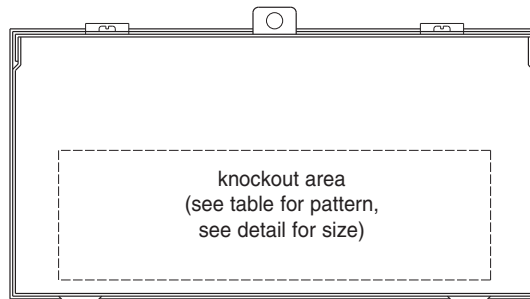 knockout area
(see table for pattern,
see detail for size)